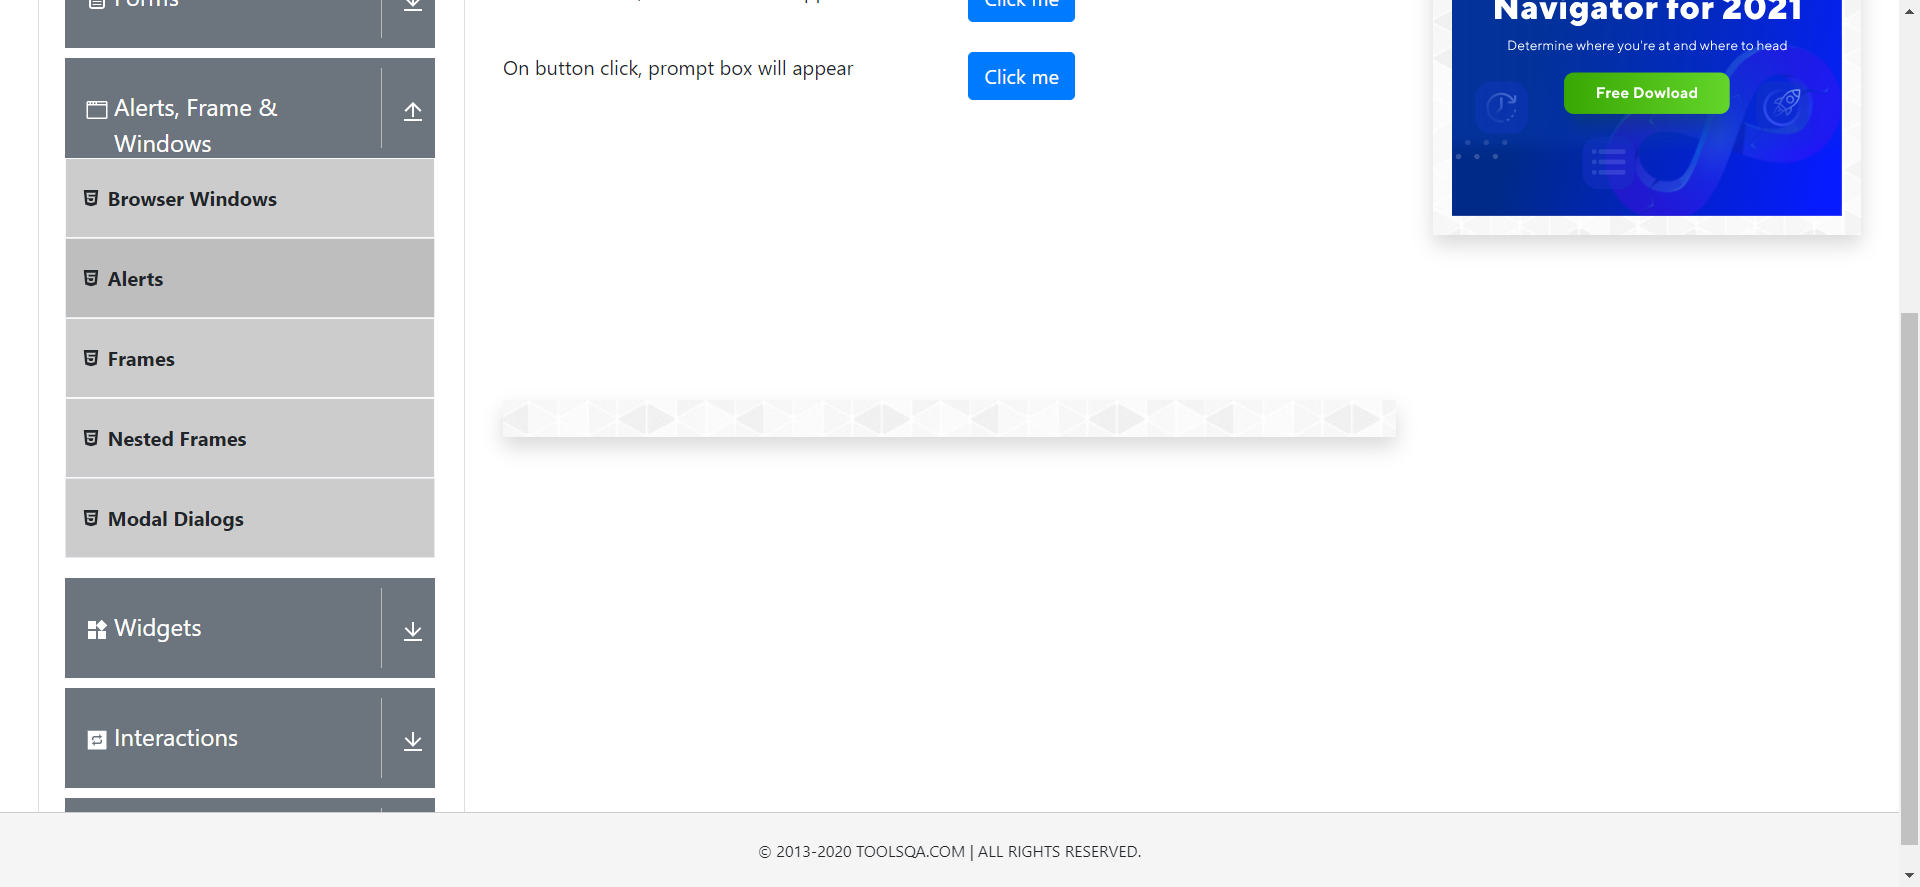 Forms
Alerts, Frame &
Windows
Browser Windows
Alerts
Frames
Nested Frames
Modal Dialogs
Widgets
Interactions
Click me
On button click, prompt box will appear
Click me
Navigator for 2021
Determine where you're at and where to head
Free Dowload
© 2013-2020 TOOLSQA.COM | ALL RIGHTS RESERVED.